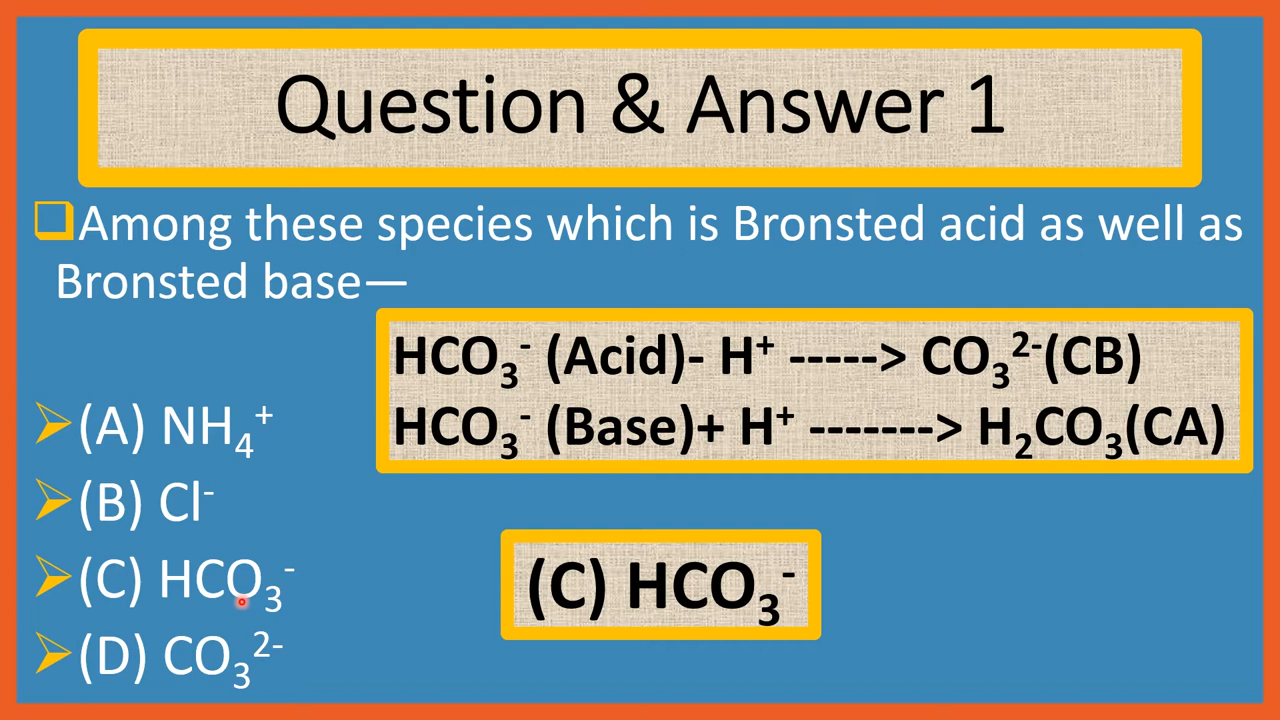 Question & Answer 1
Among these species which is Bronsted acid as well as
Bronsted base—
HCO₃⁻ (Acid)- H⁺ -----> CO₃²⁻(CB)
HCO₃⁻ (Base)+ H⁺ -------> H₂CO₃(CA)
(A) NH₄⁺
(B) Cl⁻
(C) HCO₃⁻
(D) CO₃²⁻
(C) HCO₃⁻